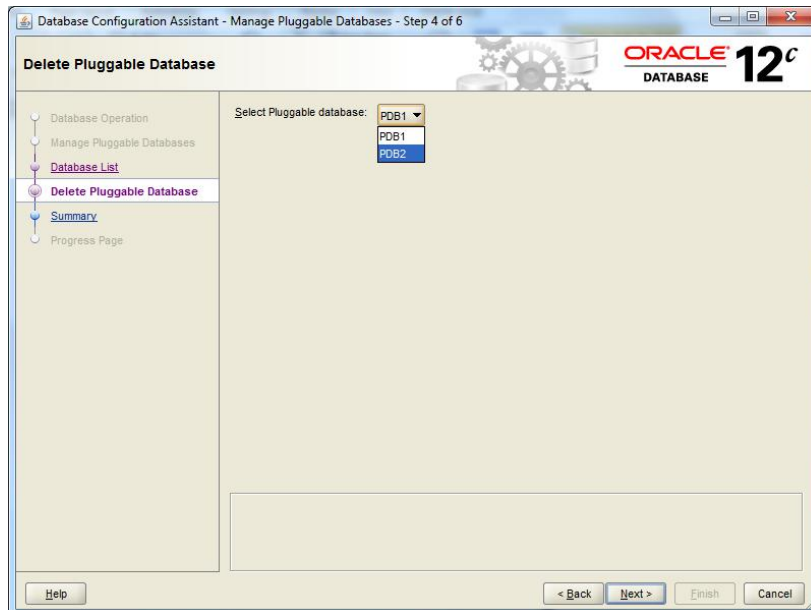 Database Configuration Assistant - Manage Pluggable Databases - Step 4 of 6
Delete Pluggable Database
ORACLE
DATABASE
12c
Database Operation
Manage Pluggable Databases
Database List
Delete Pluggable Database
Summary
Progress Page
Select Pluggable database: PDB1
PDB1
PDB2
Help
< Back Next > Finish Cancel